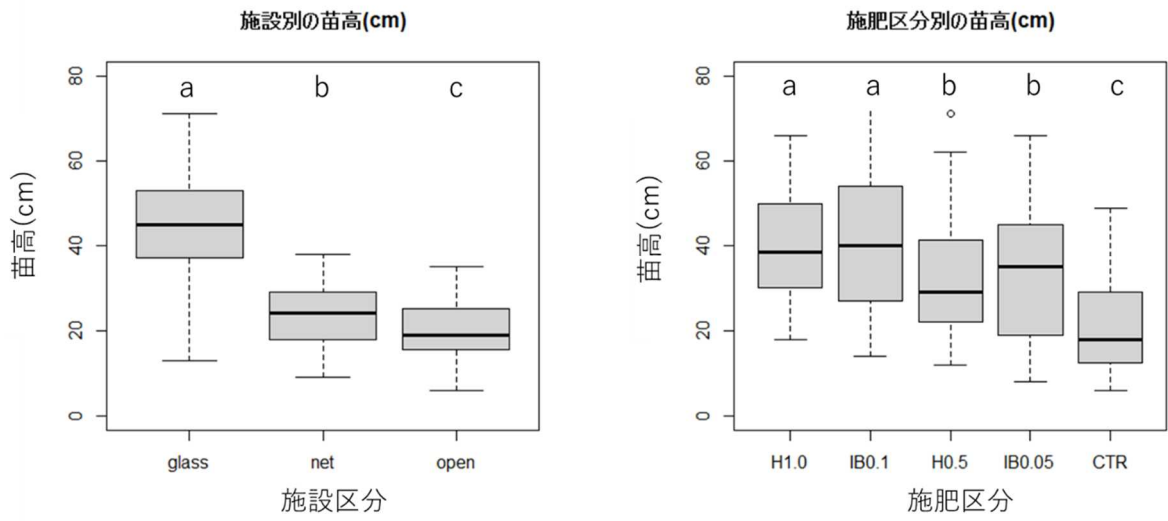 施設別の苗高(cm)
a b c
80
60
40
20
0
苗高(cm)
glass net open
施設区分
施肥区分別の苗高(cm)
a a b b c
80
60
40
20
0
苗高(cm)
H1.0 IB0.1 H0.5 IB0.05 CTR
施肥区分